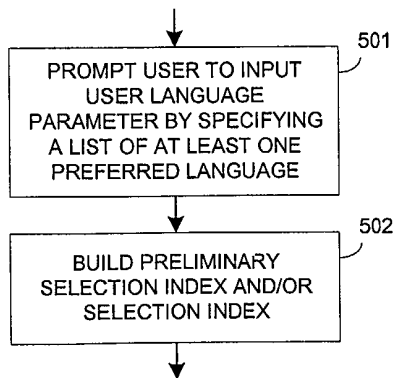 501
PROMPT USER TO INPUT
USER LANGUAGE
PARAMETER BY SPECIFYING
A LIST OF AT LEAST ONE
PREFERRED LANGUAGE
502
BUILD PRELIMINARY
SELECTION INDEX AND/OR
SELECTION INDEX